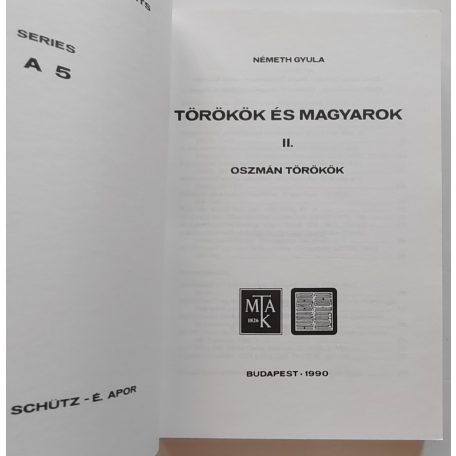 SERIES
A 5
SCHÜTZ - É. APOR
NÉMETH GYULA
TÖRÖKÖK ÉS MAGYAROK
II.
OSZMÁN TÖRÖKÖK
MTAK
1826
BUDAPEST · 1990